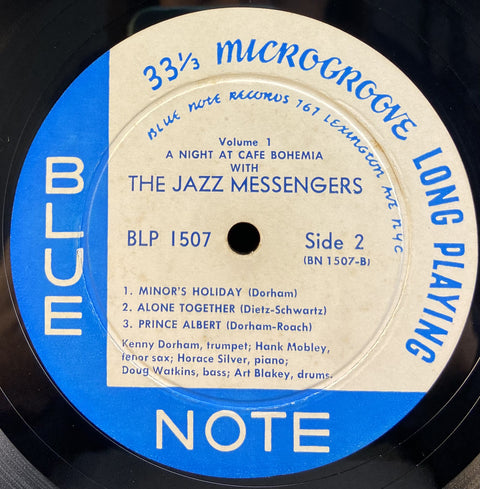 33⅓ MICROGROOVE LONG PLAYING
BLUE NOTE RECORDS 767 LEXINGTON AVE NYC
Volume 1
A NIGHT AT CAFE BOHEMIA
WITH
THE JAZZ MESSENGERS
BLP 1507
Side 2
(BN 1507-B)
1. MINOR'S HOLIDAY (Dorham)
2. ALONE TOGETHER (Dietz-Schwartz)
3. PRINCE ALBERT (Dorham-Roach)
Kenny Dorham, trumpet; Hank Mobley,
tenor sax; Horace Silver, piano;
Doug Watkins, bass; Art Blakey, drums.
BLUE
NOTE